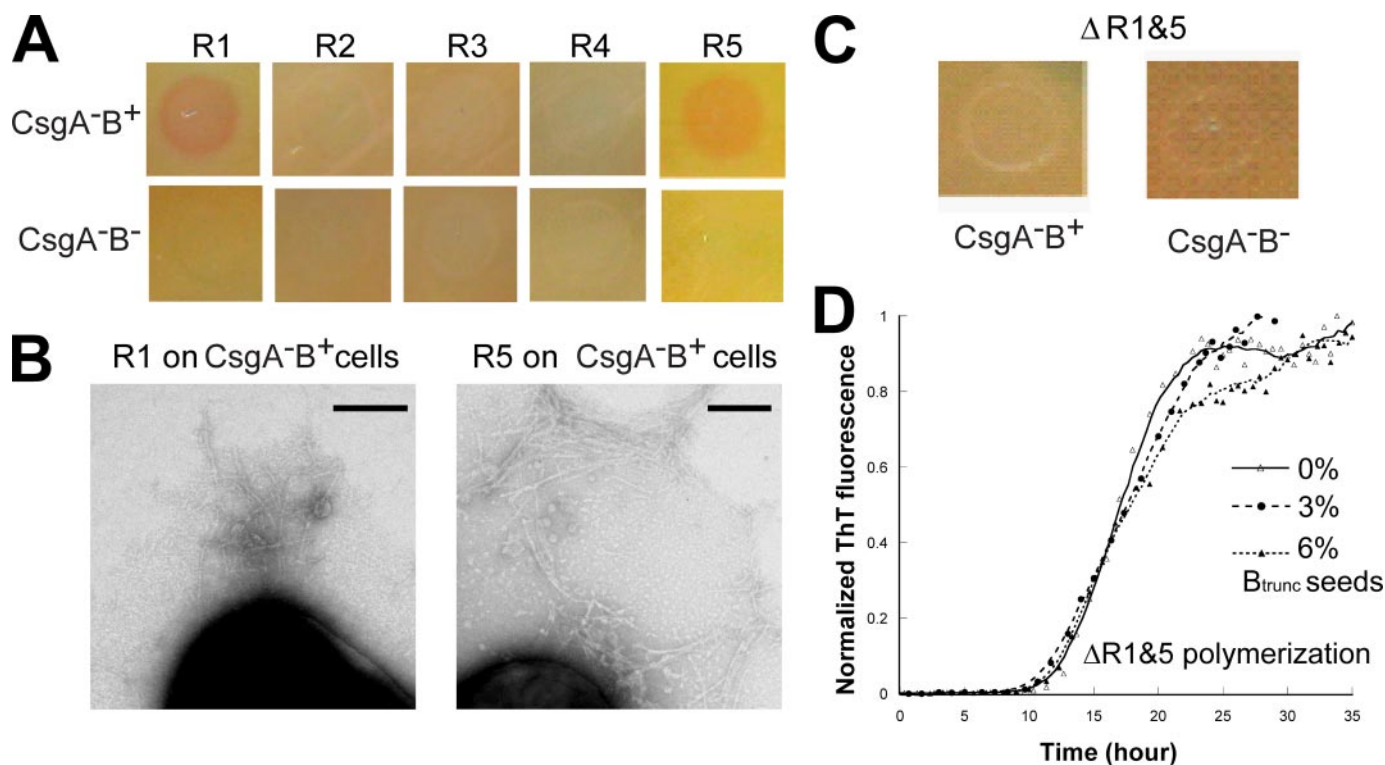 A
R1 R2 R3 R4 R5
CsgA⁻B⁺
CsgA⁻B⁻
B
R1 on CsgA⁻B⁺ cells
R5 on CsgA⁻B⁺ cells
C
Δ R1&5
CsgA⁻B⁺
CsgA⁻B⁻
D
Normalized ThT fluorescence
1
0.8
0.6
0.4
0.2
0
0%
3%
6%
Btrunc seeds
ΔR1&5 polymerization
0 5 10 15 20 25 30 35
Time (hour)